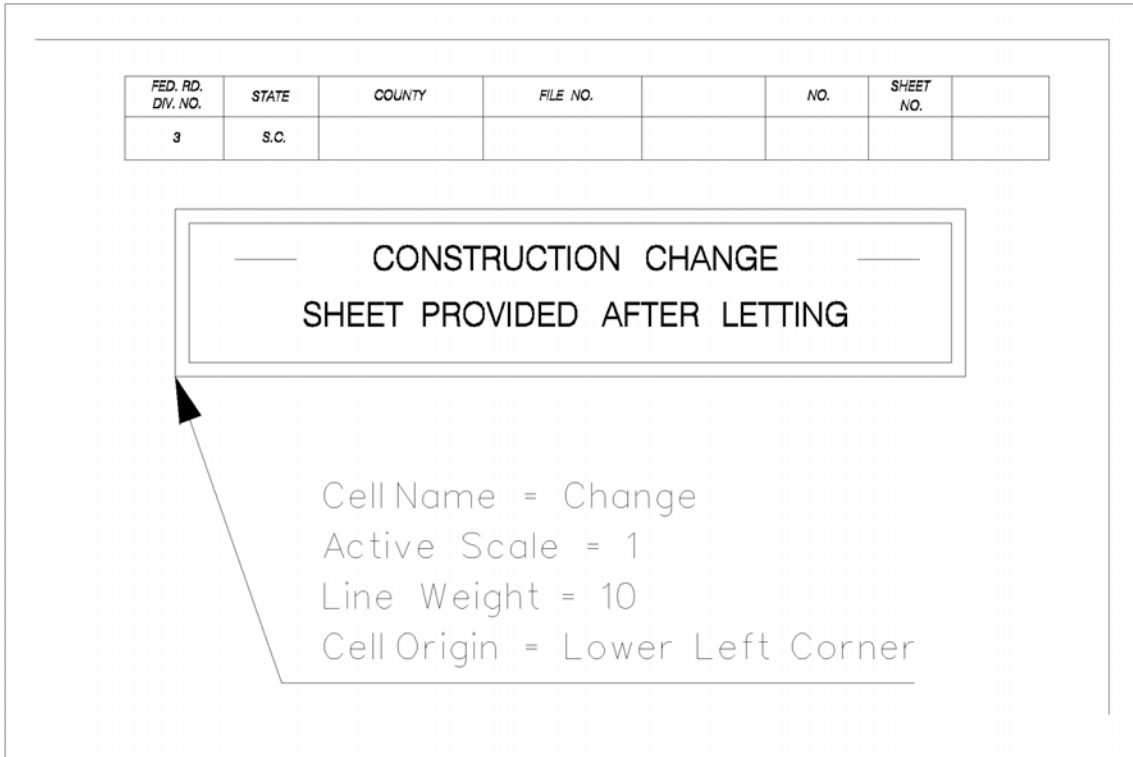 FED. RD. DIV. NO. STATE COUNTY FILE NO. NO. SHEET NO.
3 S.C.
CONSTRUCTION CHANGE
SHEET PROVIDED AFTER LETTING
Cell Name = Change
Active Scale = 1
Line Weight = 10
Cell Origin = Lower Left Corner